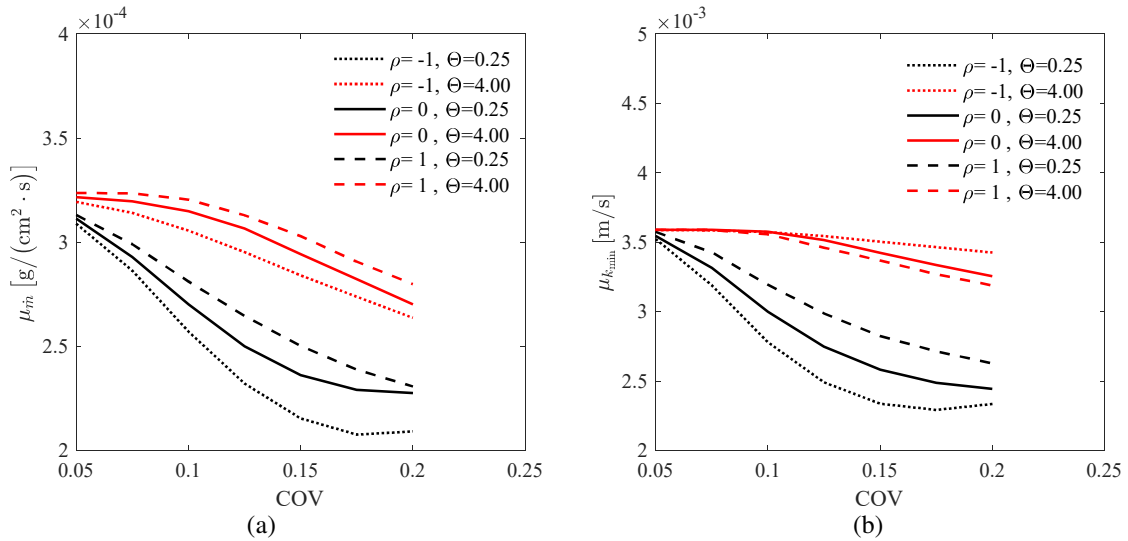 ×10⁻⁴
4
3.5
3
2.5
2
0.05
0.1
0.15
0.2
0.25
μ_ṁ [g/(cm² · s)]
COV
ρ= -1, Θ=0.25
ρ= -1, Θ=4.00
ρ= 0 , Θ=0.25
ρ= 0 , Θ=4.00
ρ= 1 , Θ=0.25
ρ= 1 , Θ=4.00
(a)
×10⁻³
5
4.5
4
3.5
3
2.5
2
0.05
0.1
0.15
0.2
0.25
μ_k_min [m/s]
COV
ρ= -1, Θ=0.25
ρ= -1, Θ=4.00
ρ= 0 , Θ=0.25
ρ= 0 , Θ=4.00
ρ= 1 , Θ=0.25
ρ= 1 , Θ=4.00
(b)